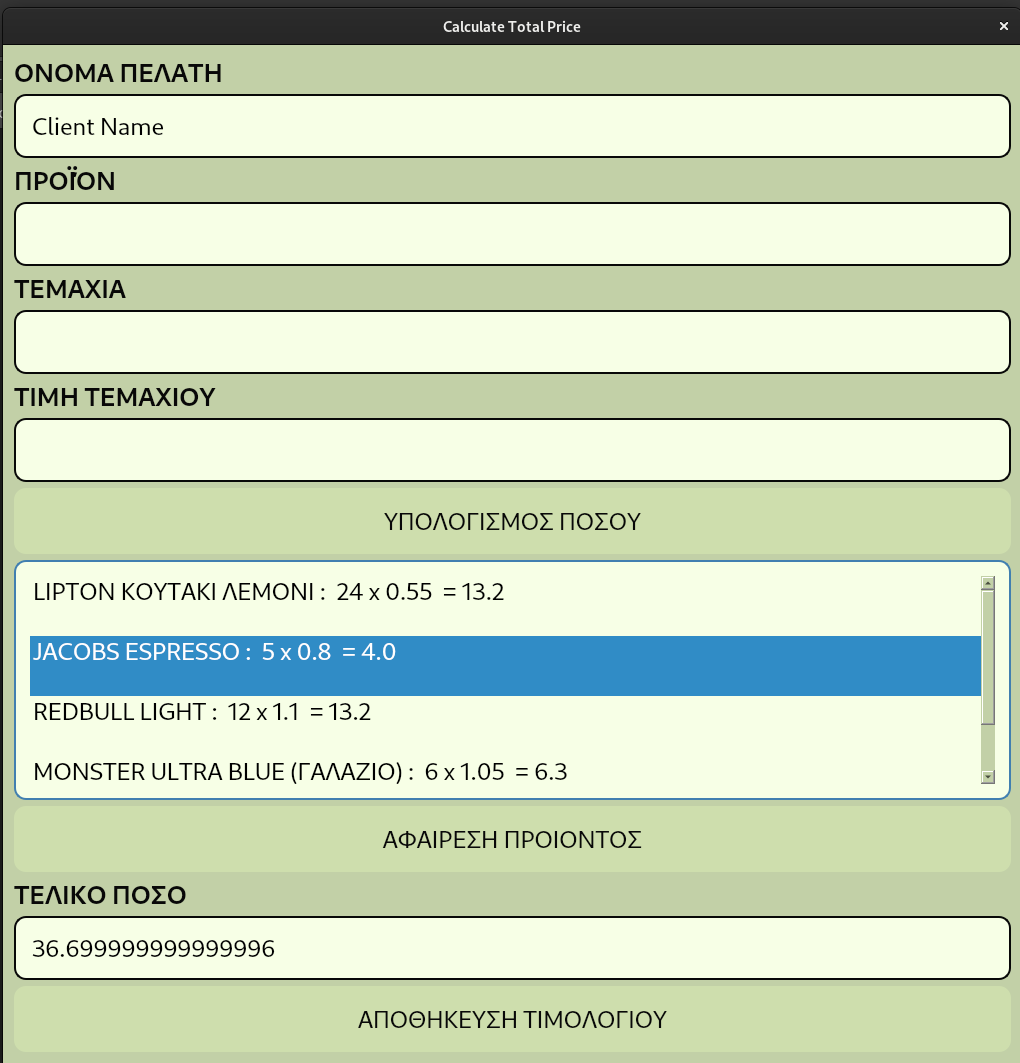 Calculate Total Price
ΟΝΟΜΑ ΠΕΛΑΤΗ
Client Name
ΠΡΟΪΟΝ
ΤΕΜΑΧΙΑ
ΤΙΜΗ ΤΕΜΑΧΙΟΥ
ΥΠΟΛΟΓΙΣΜΟΣ ΠΟΣΟΥ
LIPTON ΚΟΥΤΑΚΙ ΛΕΜΟΝΙ : 24 x 0.55 = 13.2
JACOBS ESPRESSO : 5 x 0.8 = 4.0
REDBULL LIGHT : 12 x 1.1 = 13.2
MONSTER ULTRA BLUE (ΓΑΛΑΖΙΟ) : 6 x 1.05 = 6.3
ΑΦΑΙΡΕΣΗ ΠΡΟΙΟΝΤΟΣ
ΤΕΛΙΚΟ ΠΟΣΟ
36.699999999999996
ΑΠΟΘΗΚΕΥΣΗ ΤΙΜΟΛΟΓΙΟΥ